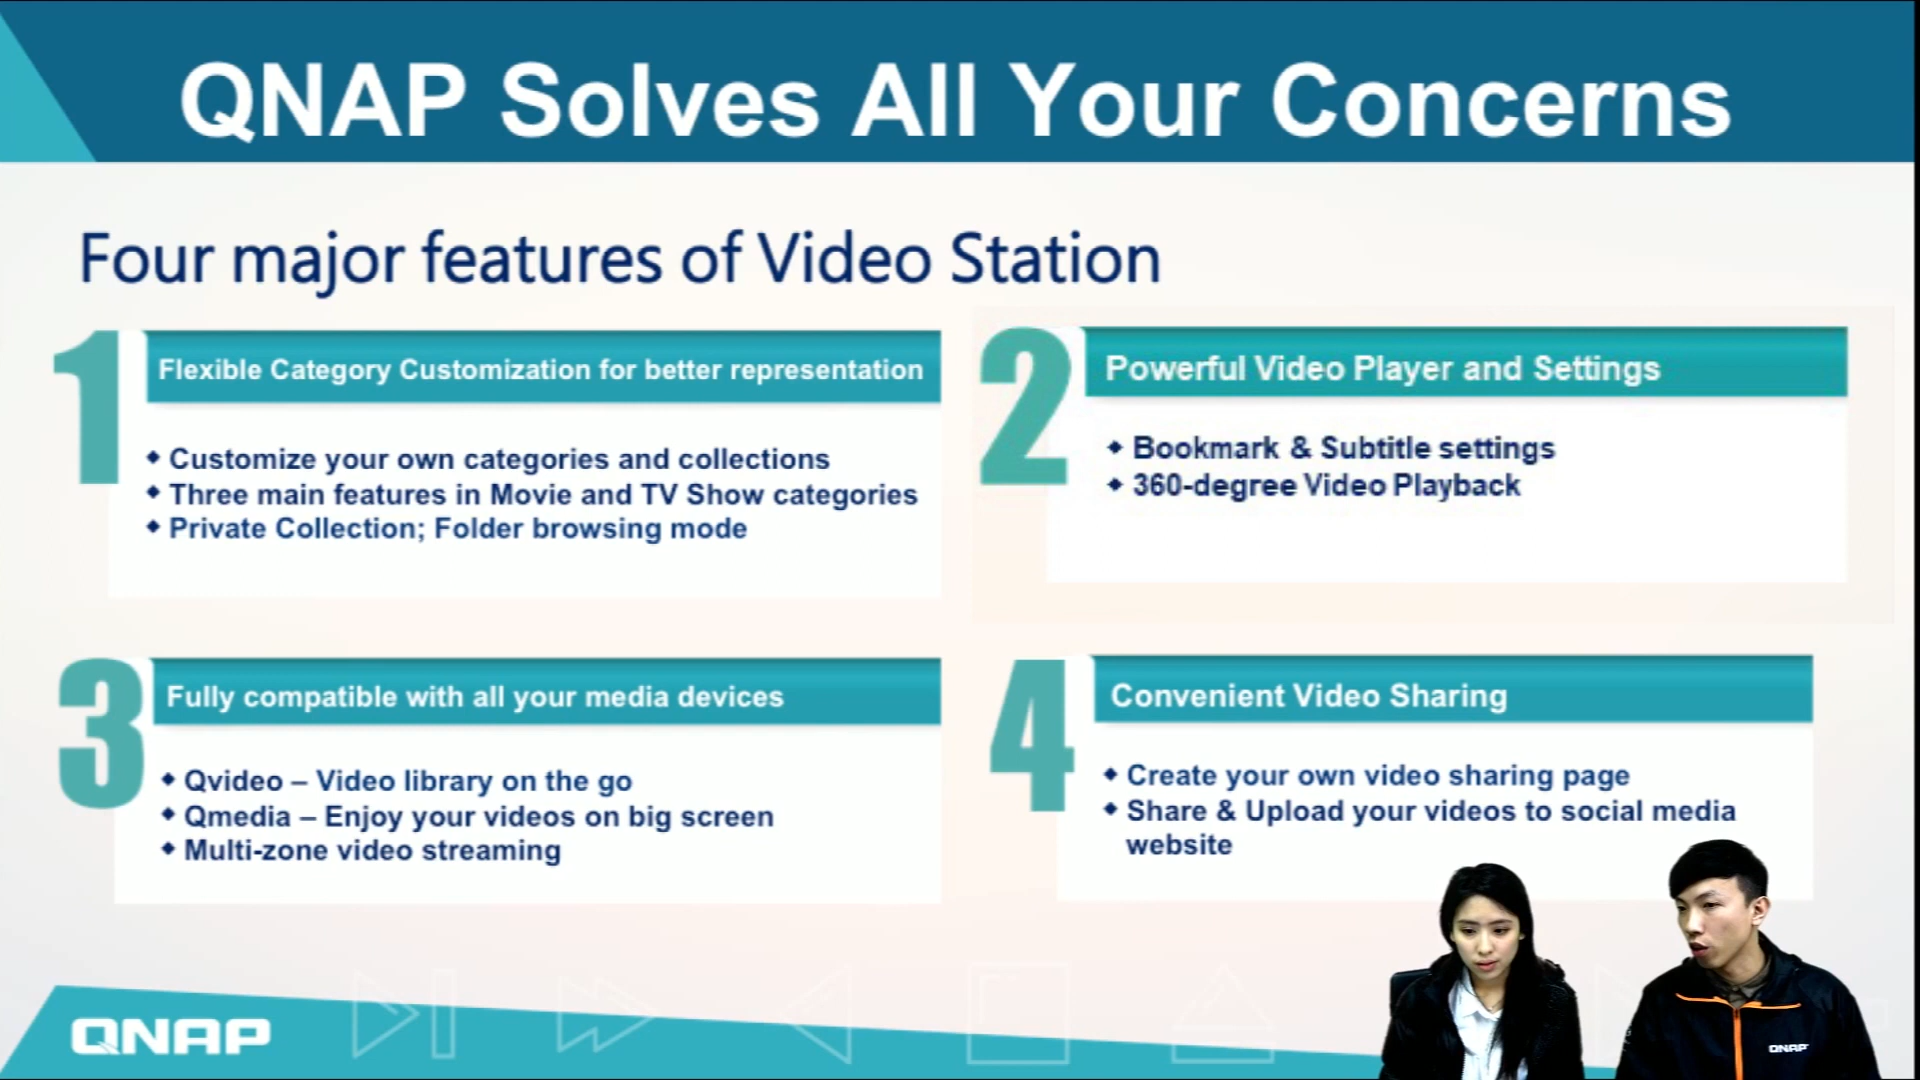 QNAP Solves All Your Concerns
Four major features of Video Station
1
Flexible Category Customization for better representation
Customize your own categories and collections
Three main features in Movie and TV Show categories
Private Collection; Folder browsing mode
2
Powerful Video Player and Settings
Bookmark & Subtitle settings
360-degree Video Playback
3
Fully compatible with all your media devices
Qvideo – Video library on the go
Qmedia – Enjoy your videos on big screen
Multi-zone video streaming
4
Convenient Video Sharing
Create your own video sharing page
Share & Upload your videos to social media
website
QNAP
QNAP